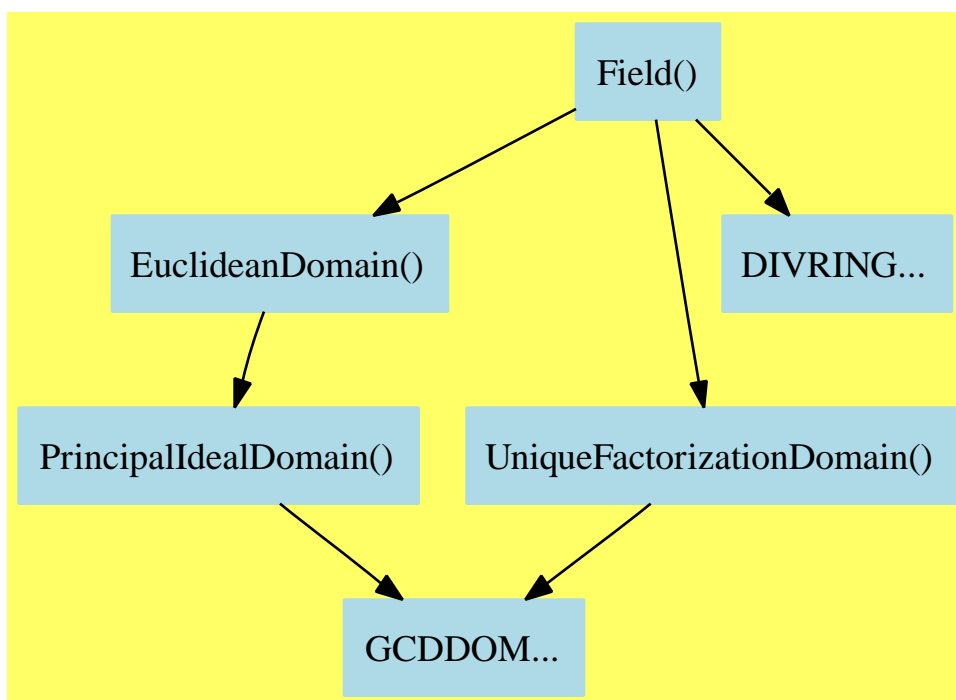 Field()
EuclideanDomain()
DIVRING...
PrincipalIdealDomain()
UniqueFactorizationDomain()
GCDDOM...